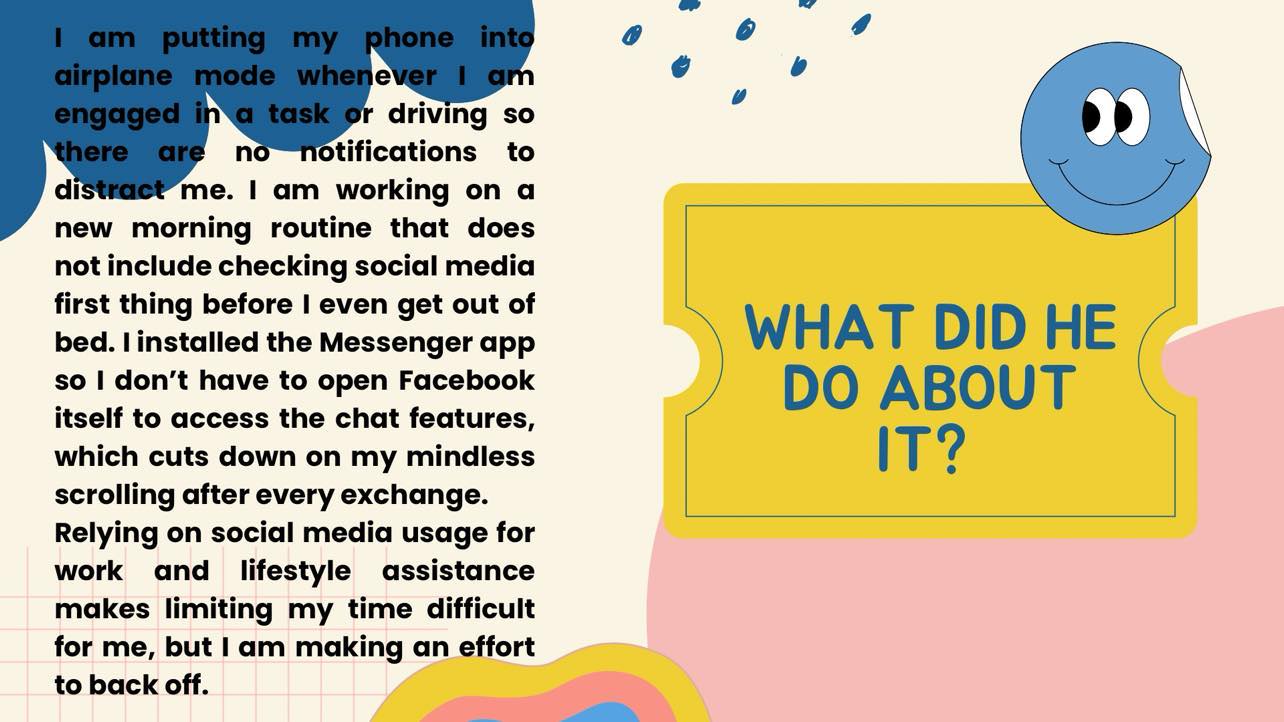 I am putting my phone into
airplane mode whenever I am
engaged in a task or driving so
there are no notifications to
distract me. I am working on a
new morning routine that does
not include checking social media
first thing before I even get out of
bed. I installed the Messenger app
so I don’t have to open Facebook
itself to access the chat features,
which cuts down on my mindless
scrolling after every exchange.
Relying on social media usage for
work and lifestyle assistance
makes limiting my time difficult
for me, but I am making an effort
to back off.
WHAT DID HE
DO ABOUT
IT?